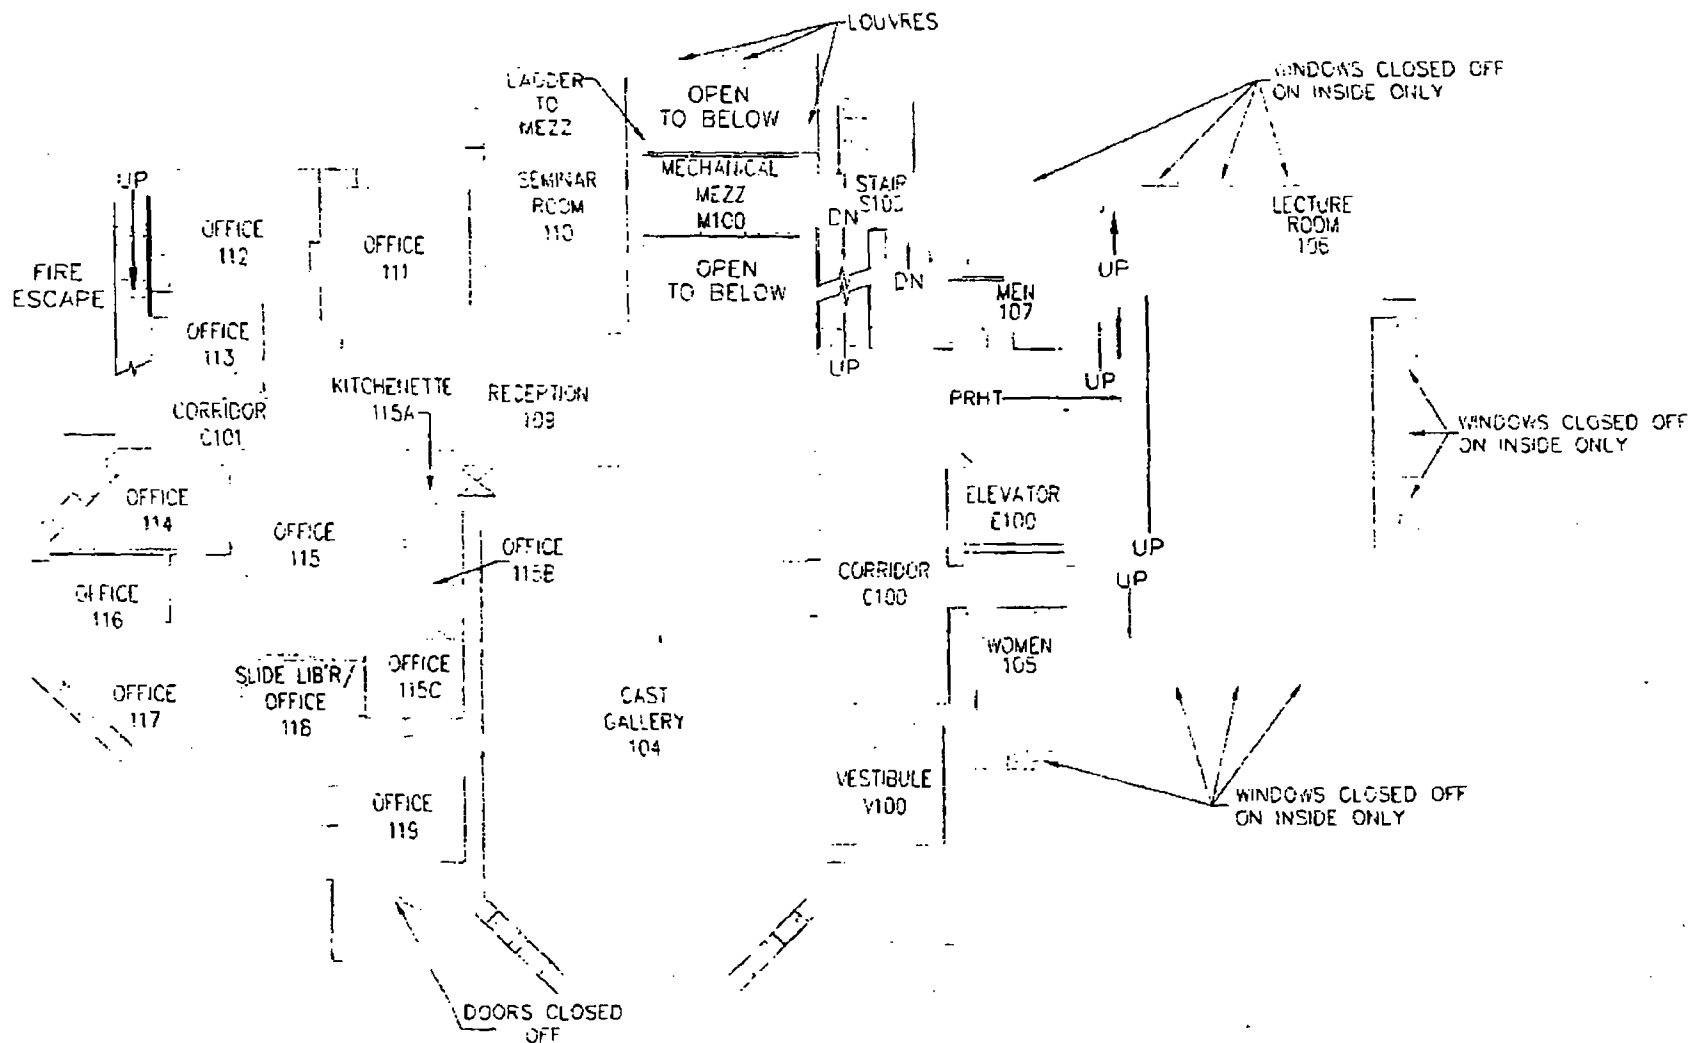 LOUVRES
LADDER
TO
MEZZ
OPEN
TO BELOW
WINDOWS CLOSED OFF
ON INSIDE ONLY
UP
SEMINAR
ROOM
110
MECHANICAL
MEZZ
M100
STAIR
DN
LECTURE
ROOM
106
OFFICE
112
OFFICE
111
FIRE
ESCAPE
OPEN
TO BELOW
DN
UP
MEN
107
OFFICE
113
UP
UP
KITCHENETTE
115A
RECEPTION
109
PRHT
CORRIDOR
C101
WINDOWS CLOSED OFF
ON INSIDE ONLY
OFFICE
114
ELEVATOR
E100
OFFICE
115
OFFICE
115B
UP
CORRIDOR
C100
UP
OFFICE
116
WOMEN
105
SLIDE LIB'R/
OFFICE
118
OFFICE
115C
OFFICE
117
CAST
GALLERY
104
VESTIBULE
V100
OFFICE
119
WINDOWS CLOSED OFF
ON INSIDE ONLY
DOORS CLOSED
OFF